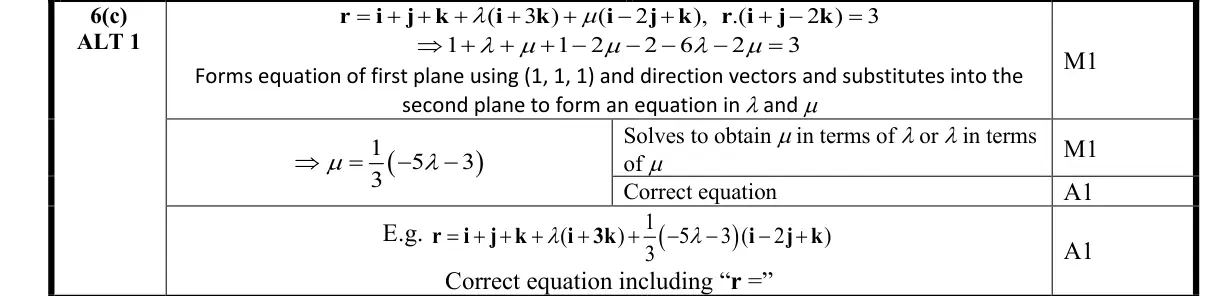 6(c)
ALT 1
r = i + j + k + λ(i + 3k) + μ(i − 2j + k), r.(i + j − 2k) = 3
⇒ 1 + λ + μ + 1 − 2μ − 2 − 6λ − 2μ = 3
Forms equation of first plane using (1, 1, 1) and direction vectors and substitutes into the
second plane to form an equation in λ and μ
M1
⇒ μ = 1/3 (−5λ − 3)
Solves to obtain μ in terms of λ or λ in terms
of μ
M1
Correct equation
A1
E.g. r = i + j + k + λ(i + 3k) + 1/3 (−5λ − 3)(i − 2j + k)
Correct equation including “r =”
A1